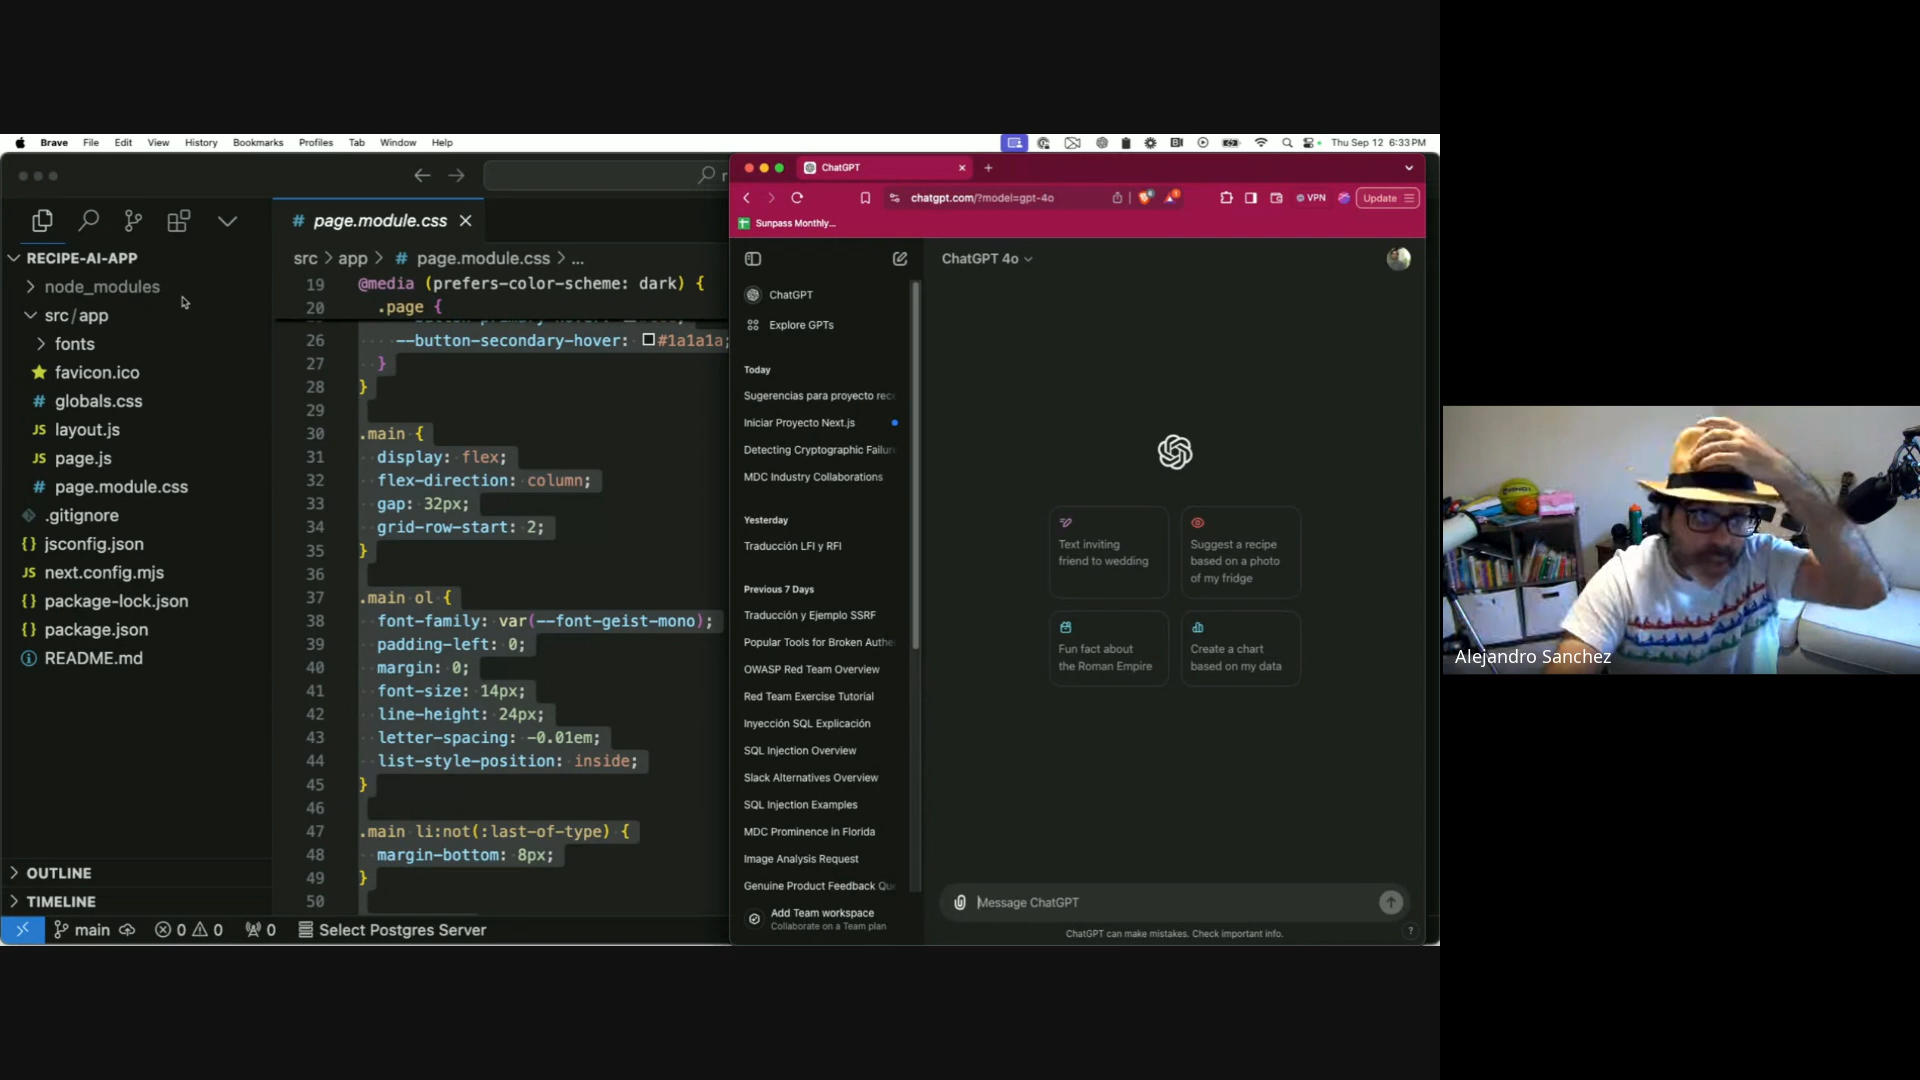 Brave File Edit View History Bookmarks Profiles Tab Window Help
Thu Sep 12 6:33 PM
RECIPE-AI-APP
node_modules
src/app
fonts
favicon.ico
globals.css
layout.js
page.js
page.module.css
.gitignore
jsconfig.json
next.config.mjs
package-lock.json
package.json
README.md
OUTLINE
TIMELINE
main
0 0
0
Select Postgres Server
# page.module.css
src > app > # page.module.css > ...
19 @media (prefers-color-scheme: dark) {
20 .page {
26 --button-secondary-hover: #1a1a1a;
27 }
28 }
29
30 .main {
31 display: flex;
32 flex-direction: column;
33 gap: 32px;
34 grid-row-start: 2;
35 }
36
37 .main ol {
38 font-family: var(--font-geist-mono);
39 padding-left: 0;
40 margin: 0;
41 font-size: 14px;
42 line-height: 24px;
43 letter-spacing: -0.01em;
44 list-style-position: inside;
45 }
46
47 .main li:not(:last-of-type) {
48 margin-bottom: 8px;
49 }
50
ChatGPT
chatgpt.com/?model=gpt-4o
VPN
Update
Sunpass Monthly...
ChatGPT
Explore GPTs
Today
Sugerencias para proyecto rec
Iniciar Proyecto Next.js
Detecting Cryptographic Failur
MDC Industry Collaborations
Yesterday
Traducción LFI y RFI
Previous 7 Days
Traducción y Ejemplo SSRF
Popular Tools for Broken Authe
OWASP Red Team Overview
Red Team Exercise Tutorial
Inyección SQL Explicación
SQL Injection Overview
Slack Alternatives Overview
SQL Injection Examples
MDC Prominence in Florida
Image Analysis Request
Genuine Product Feedback Qu
Add Team workspace
Collaborate on a Team plan
ChatGPT 4o
Text inviting
friend to wedding
Suggest a recipe
based on a photo
of my fridge
Fun fact about
the Roman Empire
Create a chart
based on my data
Message ChatGPT
ChatGPT can make mistakes. Check important info.
?
Alejandro Sanchez